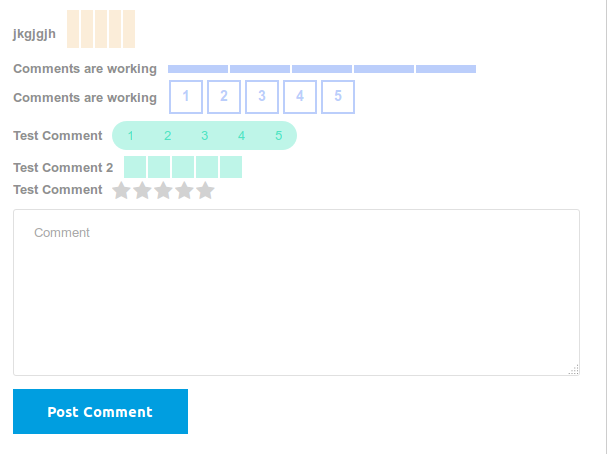 jkgjgjh
Comments are working
Comments are working 1 2 3 4 5
Test Comment 1 2 3 4 5
Test Comment 2
Test Comment
Comment
Post Comment